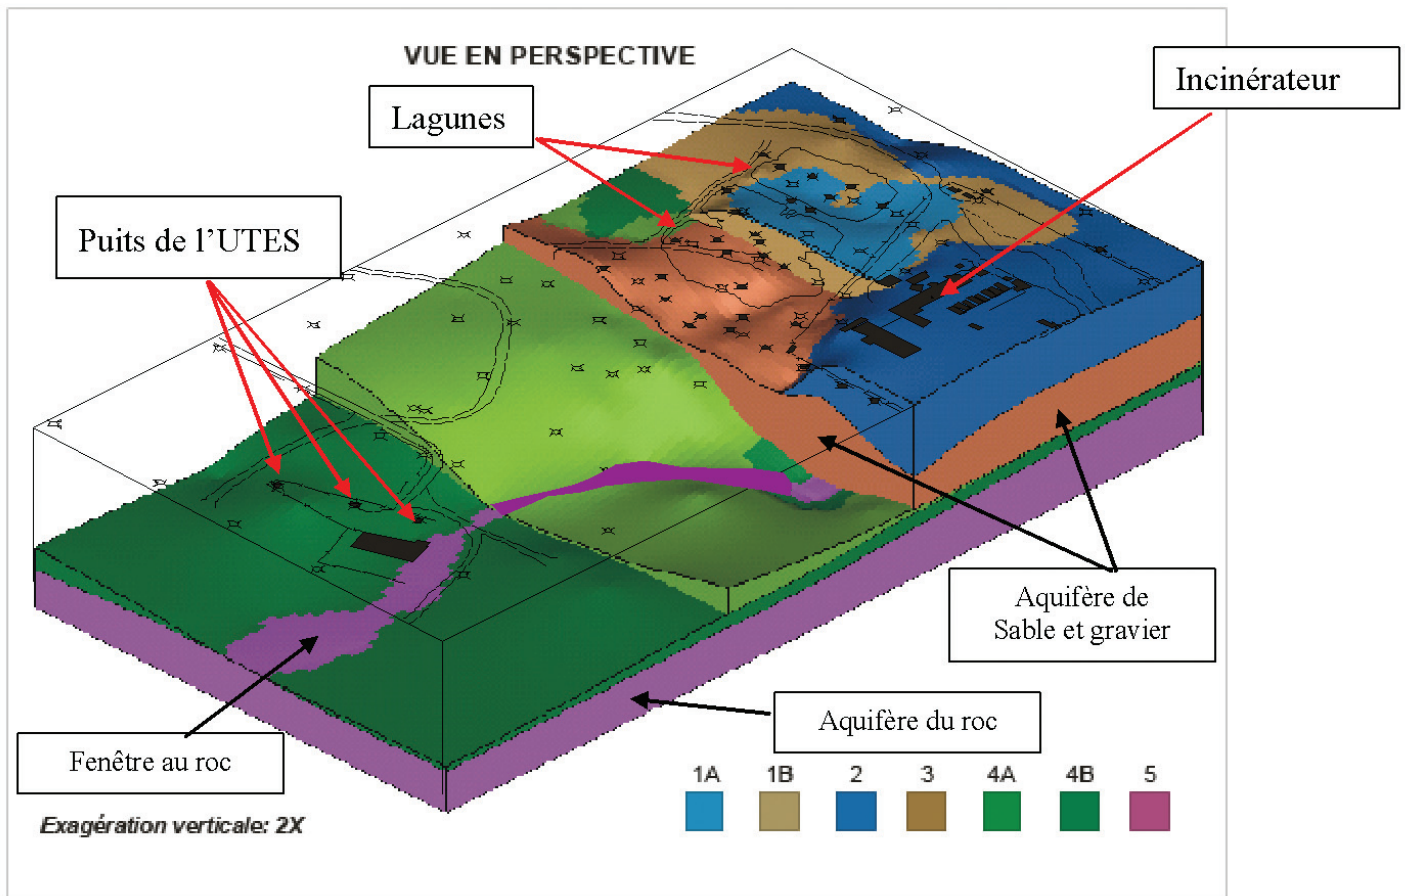 VUE EN PERSPECTIVE
Incinérateur
Lagunes
Puits de l'UTES
Aquifère de
Sable et gravier
Aquifère du roc
Fenêtre au roc
1A 1B 2 3 4A 4B 5
Exagération verticale: 2X